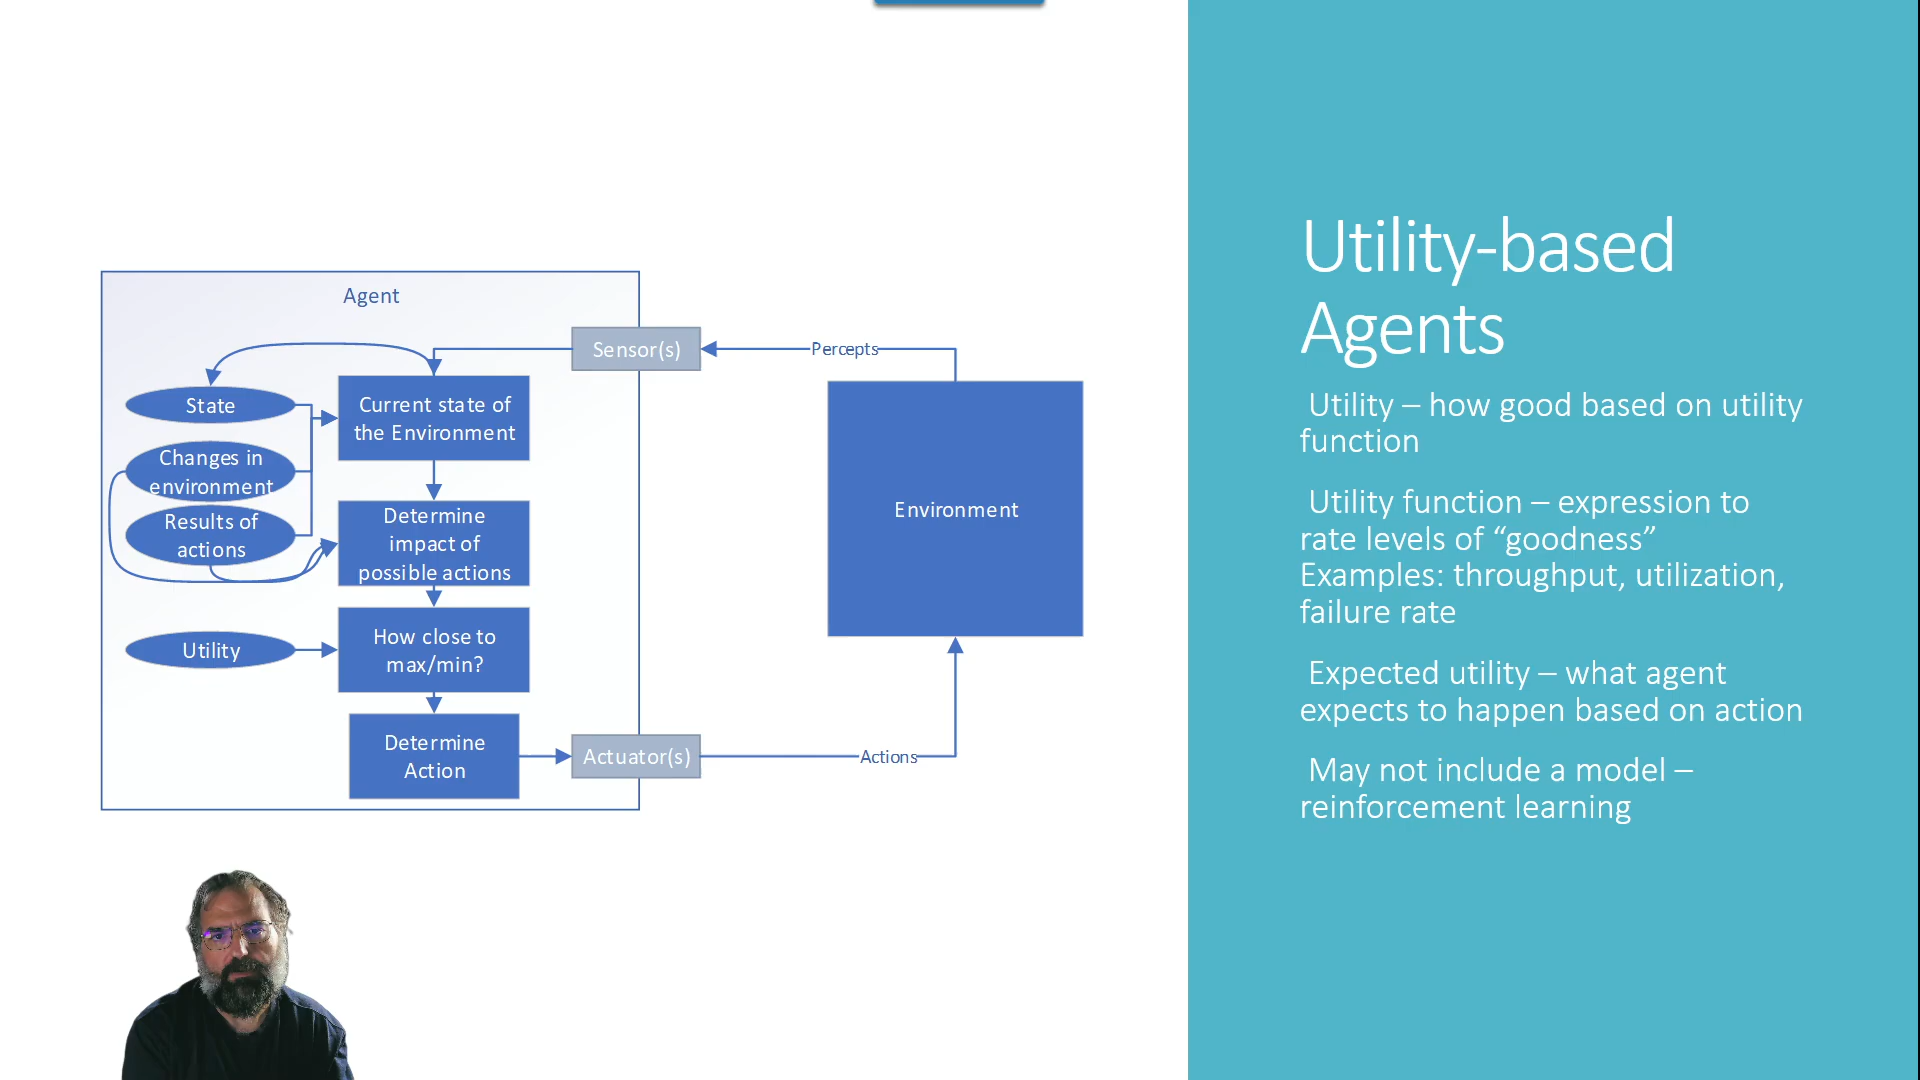 Agent
Sensor(s)
Percepts
State
Current state of
the Environment
Changes in
environment
Results of
actions
Determine
impact of
possible actions
Environment
Utility
How close to
max/min?
Determine
Action
Actuator(s)
Actions
Utility-based
Agents
Utility – how good based on utility
function
Utility function – expression to
rate levels of “goodness”
Examples: throughput, utilization,
failure rate
Expected utility – what agent
expects to happen based on action
May not include a model –
reinforcement learning